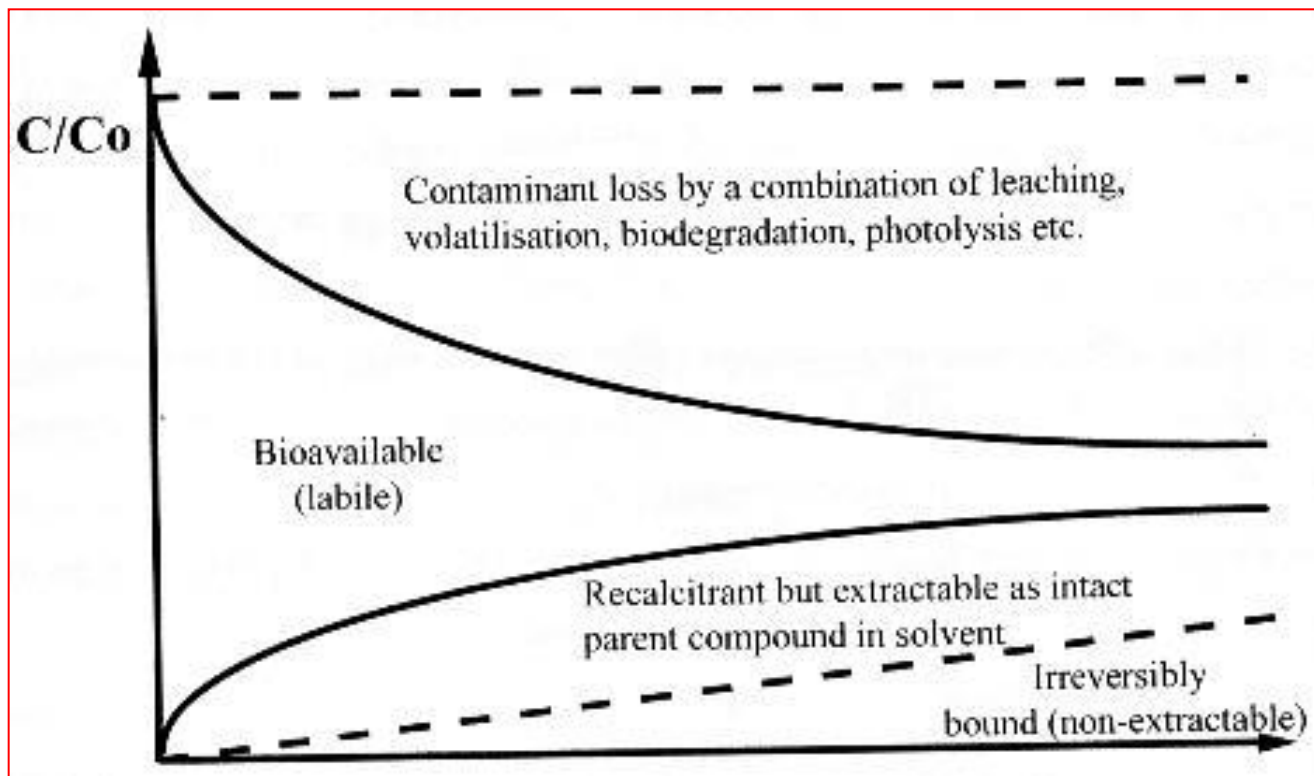 C/Co
Contaminant loss by a combination of leaching,
volatilisation, biodegradation, photolysis etc.
Bioavailable
(labile)
Recalcitrant but extractable as intact
parent compound in solvent
Irreversibly
bound (non-extractable)